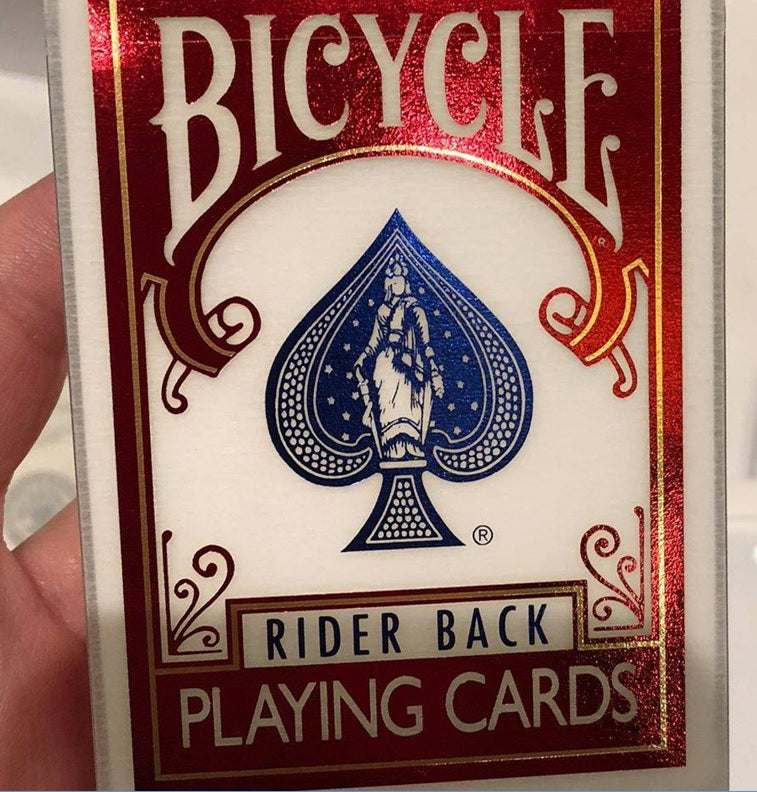 BICYCLE
®
®
RIDER BACK
PLAYING CARDS